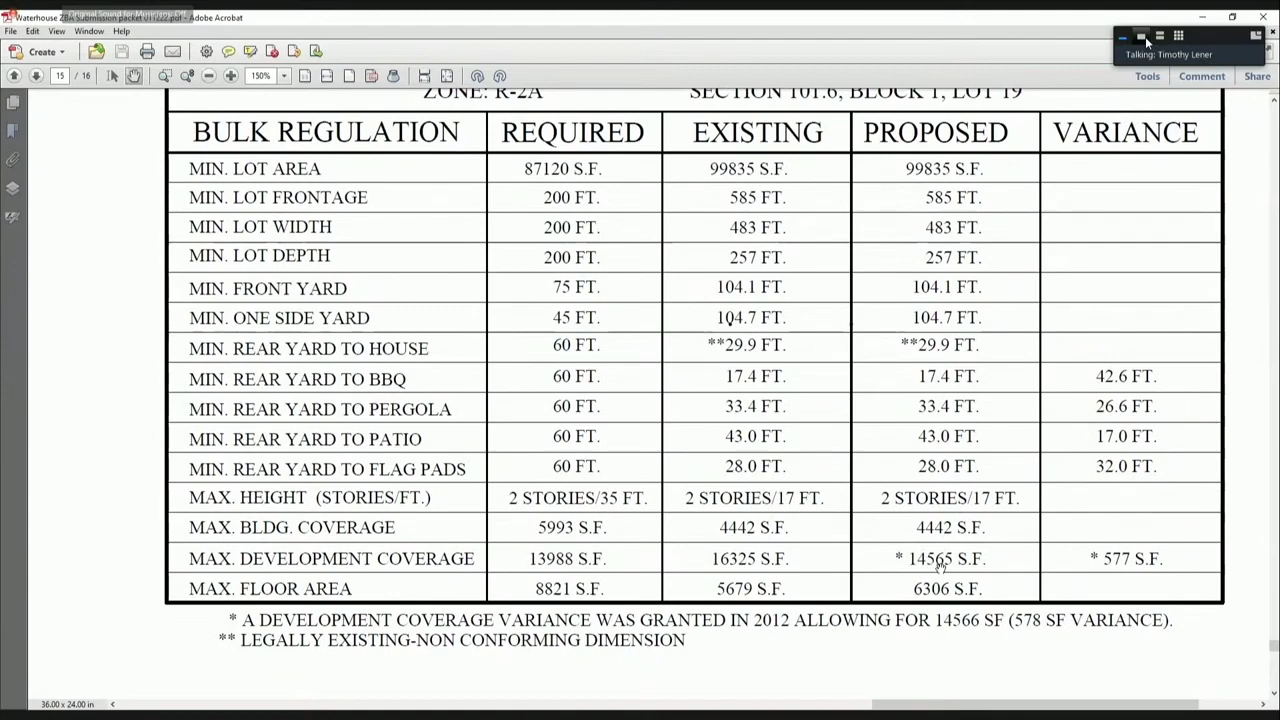 Waterhouse ZBA Submission packet 011222.pdf - Adobe Acrobat
File Edit View Window Help
Create
Talking: Timothy Lener
15 / 16 150% Tools Comment Share
ZONE: R-2A SECTION 101.6, BLOCK 1, LOT 19
BULK REGULATION REQUIRED EXISTING PROPOSED VARIANCE
MIN. LOT AREA 87120 S.F. 99835 S.F. 99835 S.F.
MIN. LOT FRONTAGE 200 FT. 585 FT. 585 FT.
MIN. LOT WIDTH 200 FT. 483 FT. 483 FT.
MIN. LOT DEPTH 200 FT. 257 FT. 257 FT.
MIN. FRONT YARD 75 FT. 104.1 FT. 104.1 FT.
MIN. ONE SIDE YARD 45 FT. 104.7 FT. 104.7 FT.
MIN. REAR YARD TO HOUSE 60 FT. **29.9 FT. **29.9 FT.
MIN. REAR YARD TO BBQ 60 FT. 17.4 FT. 17.4 FT. 42.6 FT.
MIN. REAR YARD TO PERGOLA 60 FT. 33.4 FT. 33.4 FT. 26.6 FT.
MIN. REAR YARD TO PATIO 60 FT. 43.0 FT. 43.0 FT. 17.0 FT.
MIN. REAR YARD TO FLAG PADS 60 FT. 28.0 FT. 28.0 FT. 32.0 FT.
MAX. HEIGHT (STORIES/FT.) 2 STORIES/35 FT. 2 STORIES/17 FT. 2 STORIES/17 FT.
MAX. BLDG. COVERAGE 5993 S.F. 4442 S.F. 4442 S.F.
MAX. DEVELOPMENT COVERAGE 13988 S.F. 16325 S.F. * 14565 S.F. * 577 S.F.
MAX. FLOOR AREA 8821 S.F. 5679 S.F. 6306 S.F.
* A DEVELOPMENT COVERAGE VARIANCE WAS GRANTED IN 2012 ALLOWING FOR 14566 SF (578 SF VARIANCE).
** LEGALLY EXISTING-NON CONFORMING DIMENSION
36.00 x 24.00 in